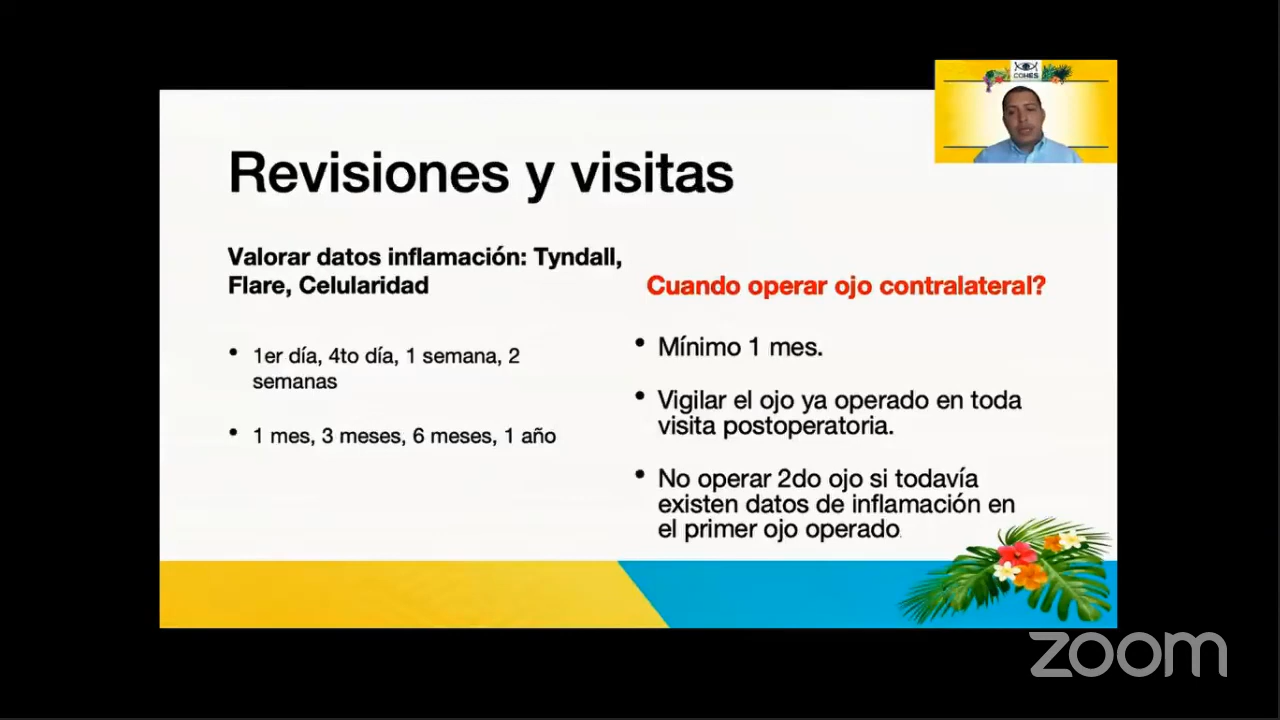 COHES
Revisiones y visitas
Valorar datos inflamación: Tyndall,
Flare, Celularidad
• 1er día, 4to día, 1 semana, 2
semanas
• 1 mes, 3 meses, 6 meses, 1 año
Cuando operar ojo contralateral?
• Mínimo 1 mes.
• Vigilar el ojo ya operado en toda
visita postoperatoria.
• No operar 2do ojo si todavía
existen datos de inflamación en
el primer ojo operado.
zoom